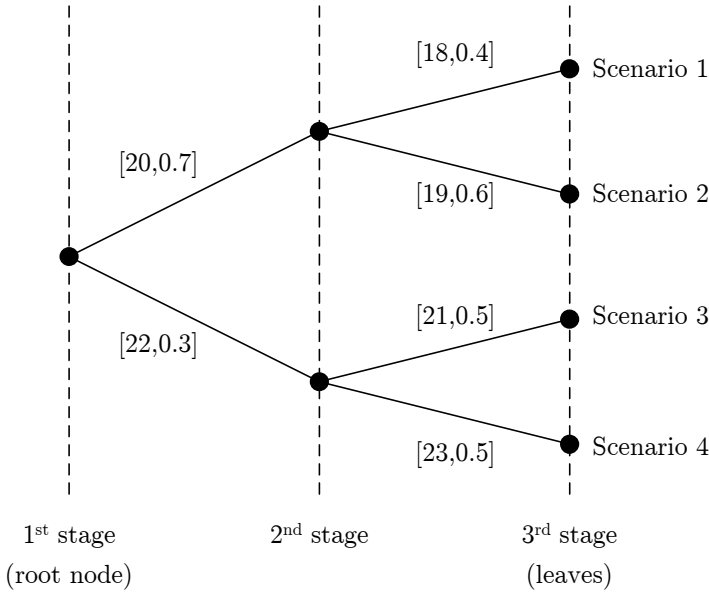 [18,0.4]
Scenario 1
[20,0.7]
[19,0.6]
Scenario 2
[21,0.5]
Scenario 3
[22,0.3]
[23,0.5]
Scenario 4
1st stage
(root node)
2nd stage
3rd stage
(leaves)